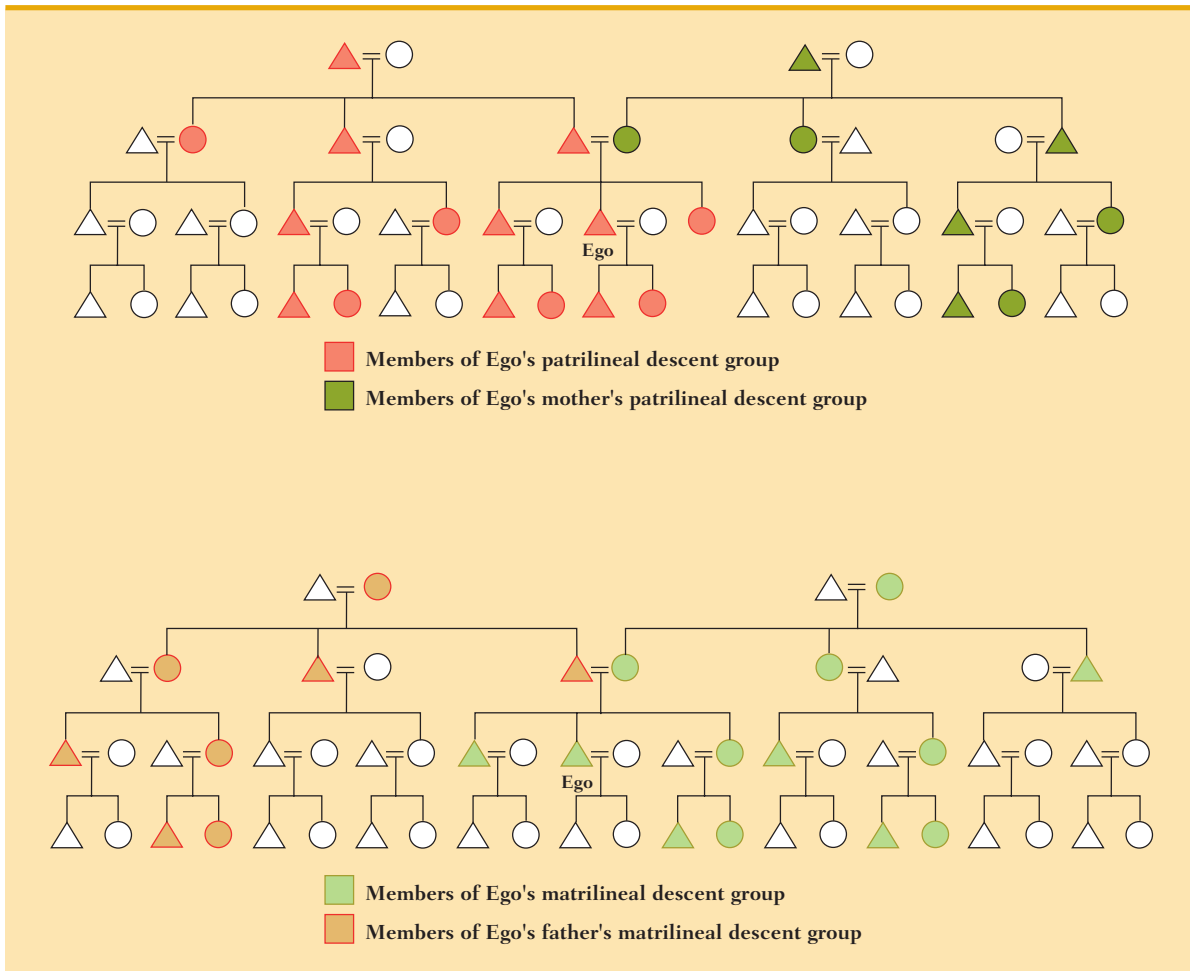 Ego
Members of Ego's patrilineal descent group
Members of Ego's mother's patrilineal descent group
Ego
Members of Ego's matrilineal descent group
Members of Ego's father's matrilineal descent group